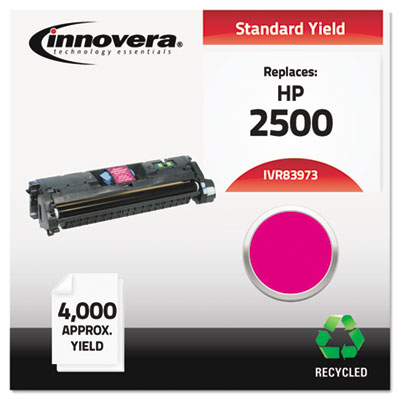 innovera
technology essentials
Standard Yield
Replaces:
HP
2500
IVR83973
4,000
APPROX.
YIELD
RECYCLED